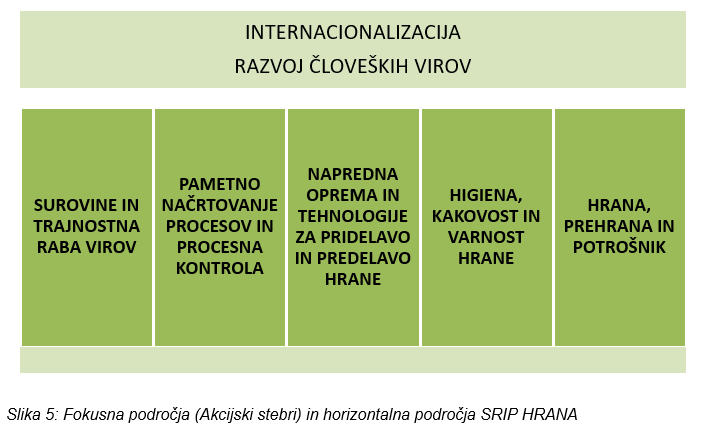 INTERNACIONALIZACIJA
RAZVOJ ČLOVEŠKIH VIROV
SUROVINE IN
TRAJNOSTNA
RABA VIROV
PAMETNO
NAČRTOVANJE
PROCESOV IN
PROCESNA
KONTROLA
NAPREDNA
OPREMA IN
TEHNOLOGIJE
ZA PRIDELAVO
IN PREDELAVO
HRANE
HIGIENA,
KAKOVOST IN
VARNOST
HRANE
HRANA,
PREHRANA IN
POTROŠNIK
Slika 5: Fokusna področja (Akcijski stebri) in horizontalna področja SRIP HRANA